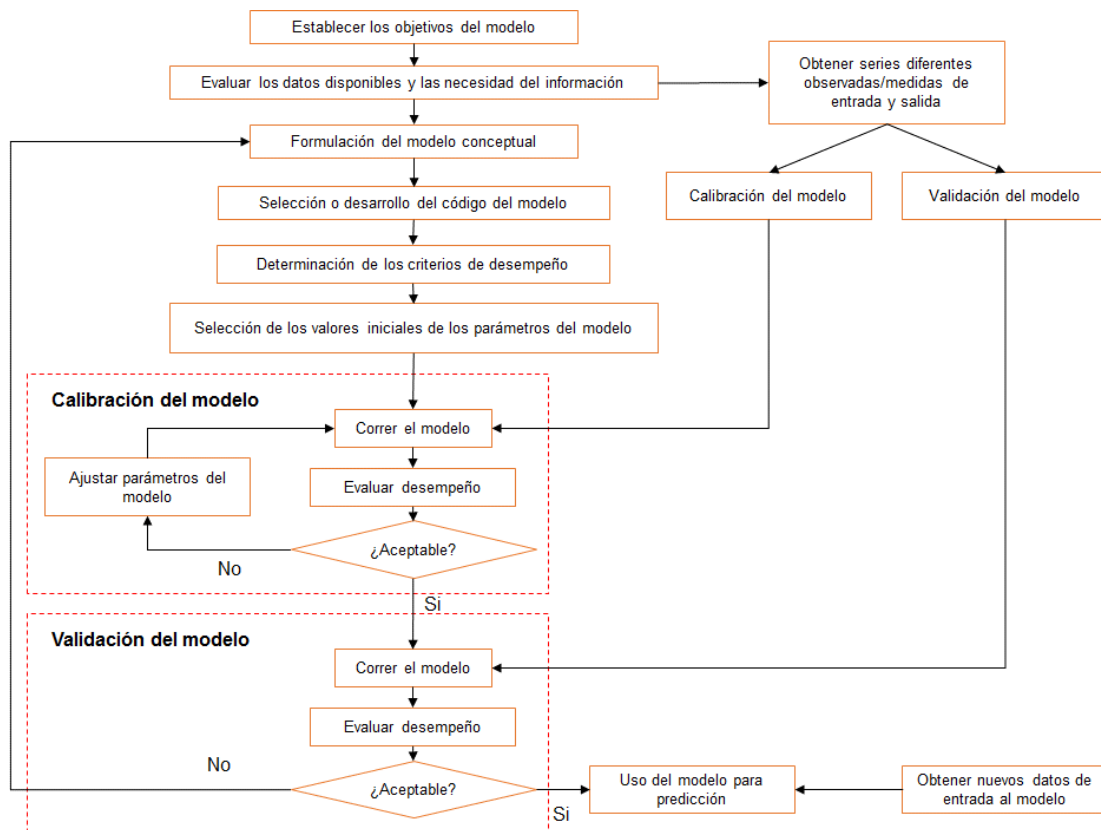 Establecer los objetivos del modelo
Evaluar los datos disponibles y las necesidad del información
Obtener series diferentes
observadas/medidas de
entrada y salida
Formulación del modelo conceptual
Selección o desarrollo del código del modelo
Calibración del modelo
Validación del modelo
Determinación de los criterios de desempeño
Selección de los valores iniciales de los parámetros del modelo
Calibración del modelo
Correr el modelo
Ajustar parámetros del
modelo
Evaluar desempeño
¿Aceptable?
No
Si
Validación del modelo
Correr el modelo
Evaluar desempeño
No
¿Aceptable?
Si
Uso del modelo para
predicción
Obtener nuevos datos de
entrada al modelo